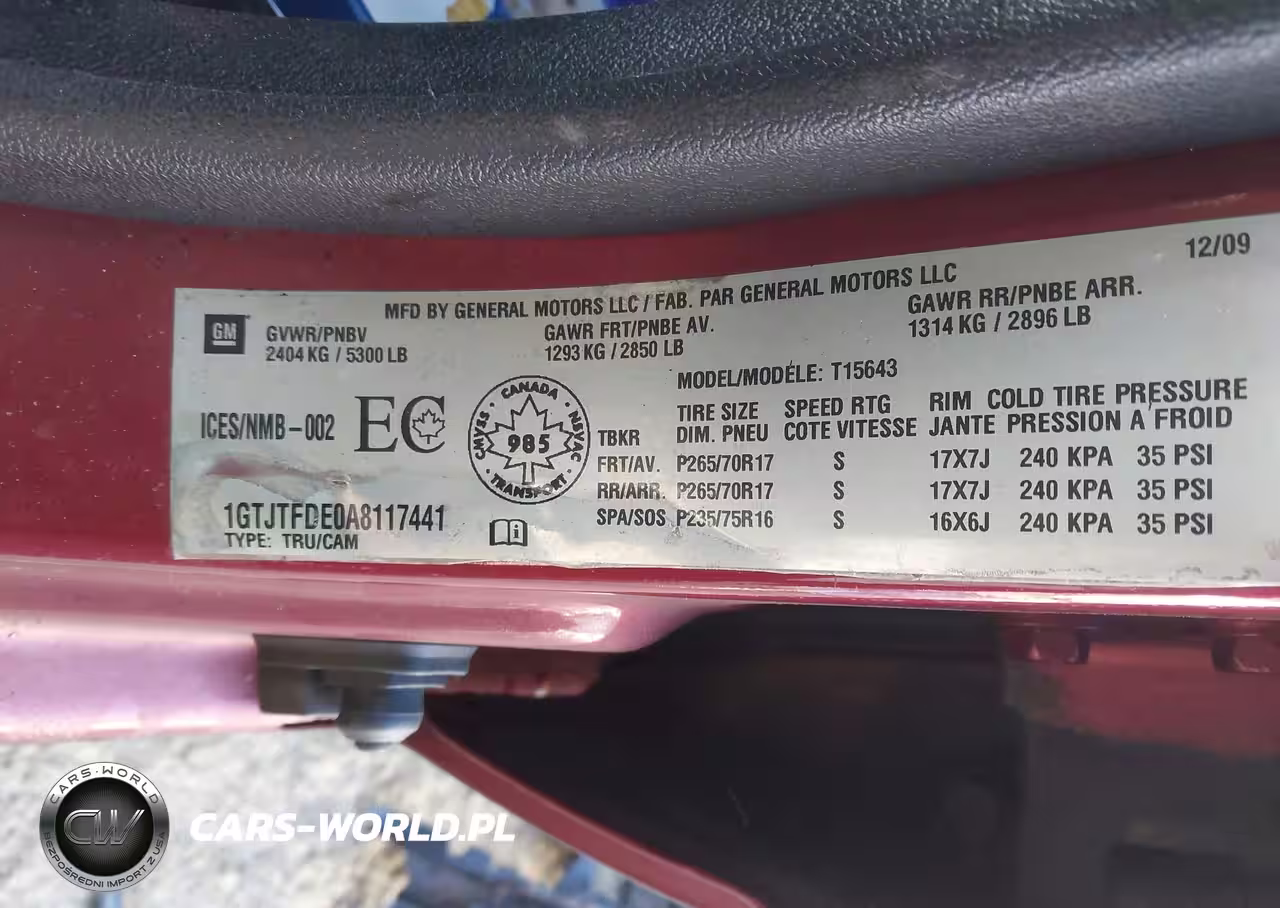 12/09
MFD BY GENERAL MOTORS LLC / FAB. PAR GENERAL MOTORS LLC
GM
GVWR/PNBV
2404 KG / 5300 LB
GAWR FRT/PNBE AV.
1293 KG / 2850 LB
GAWR RR/PNBE ARR.
1314 KG / 2896 LB
MODEL/MODÉLE: T15643
ICES/NMB-002
EC
CANADA
CMVSS
NSVAC
985
TRANSPORT
TIRE SIZE SPEED RTG RIM COLD TIRE PRESSURE
TBKR DIM. PNEU COTE VITESSE JANTE PRESSION A' FROID
FRT/AV. P265/70R17 S 17X7J 240 KPA 35 PSI
RR/ARR. P265/70R17 S 17X7J 240 KPA 35 PSI
SPA/SOS P235/75R16 S 16X6J 240 KPA 35 PSI
1GTJTFDE0A8117441
TYPE: TRU/CAM
i
CARS-WORLD
CW
BEZPOŚREDNI IMPORT Z USA
CARS-WORLD.PL